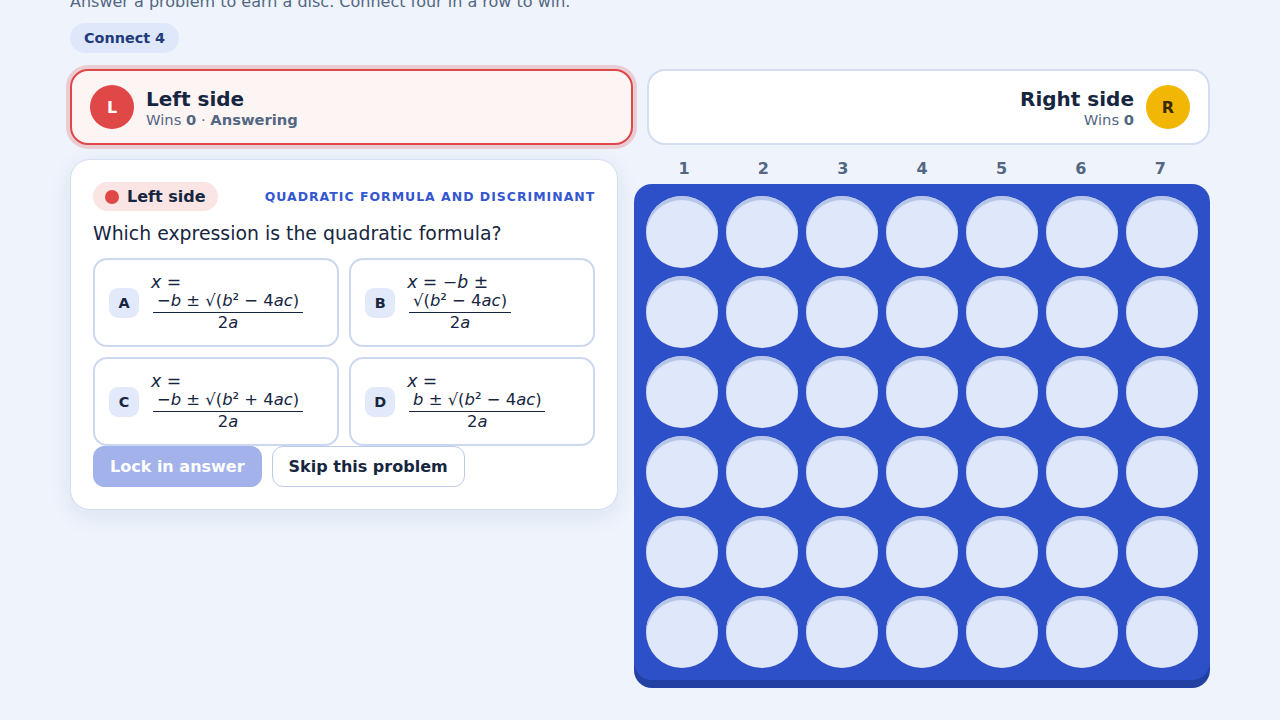 Answer a problem to earn a disc. Connect four in a row to win.
Connect 4
L
Left side
Wins 0 · Answering
Right side
Wins 0
R
Left side
QUADRATIC FORMULA AND DISCRIMINANT
Which expression is the quadratic formula?
A
x =
−b ± √(b² − 4ac)
2a
B
x = −b ±
√(b² − 4ac)
2a
C
x =
−b ± √(b² + 4ac)
2a
D
x =
b ± √(b² − 4ac)
2a
Lock in answer
Skip this problem
1 2 3 4 5 6 7